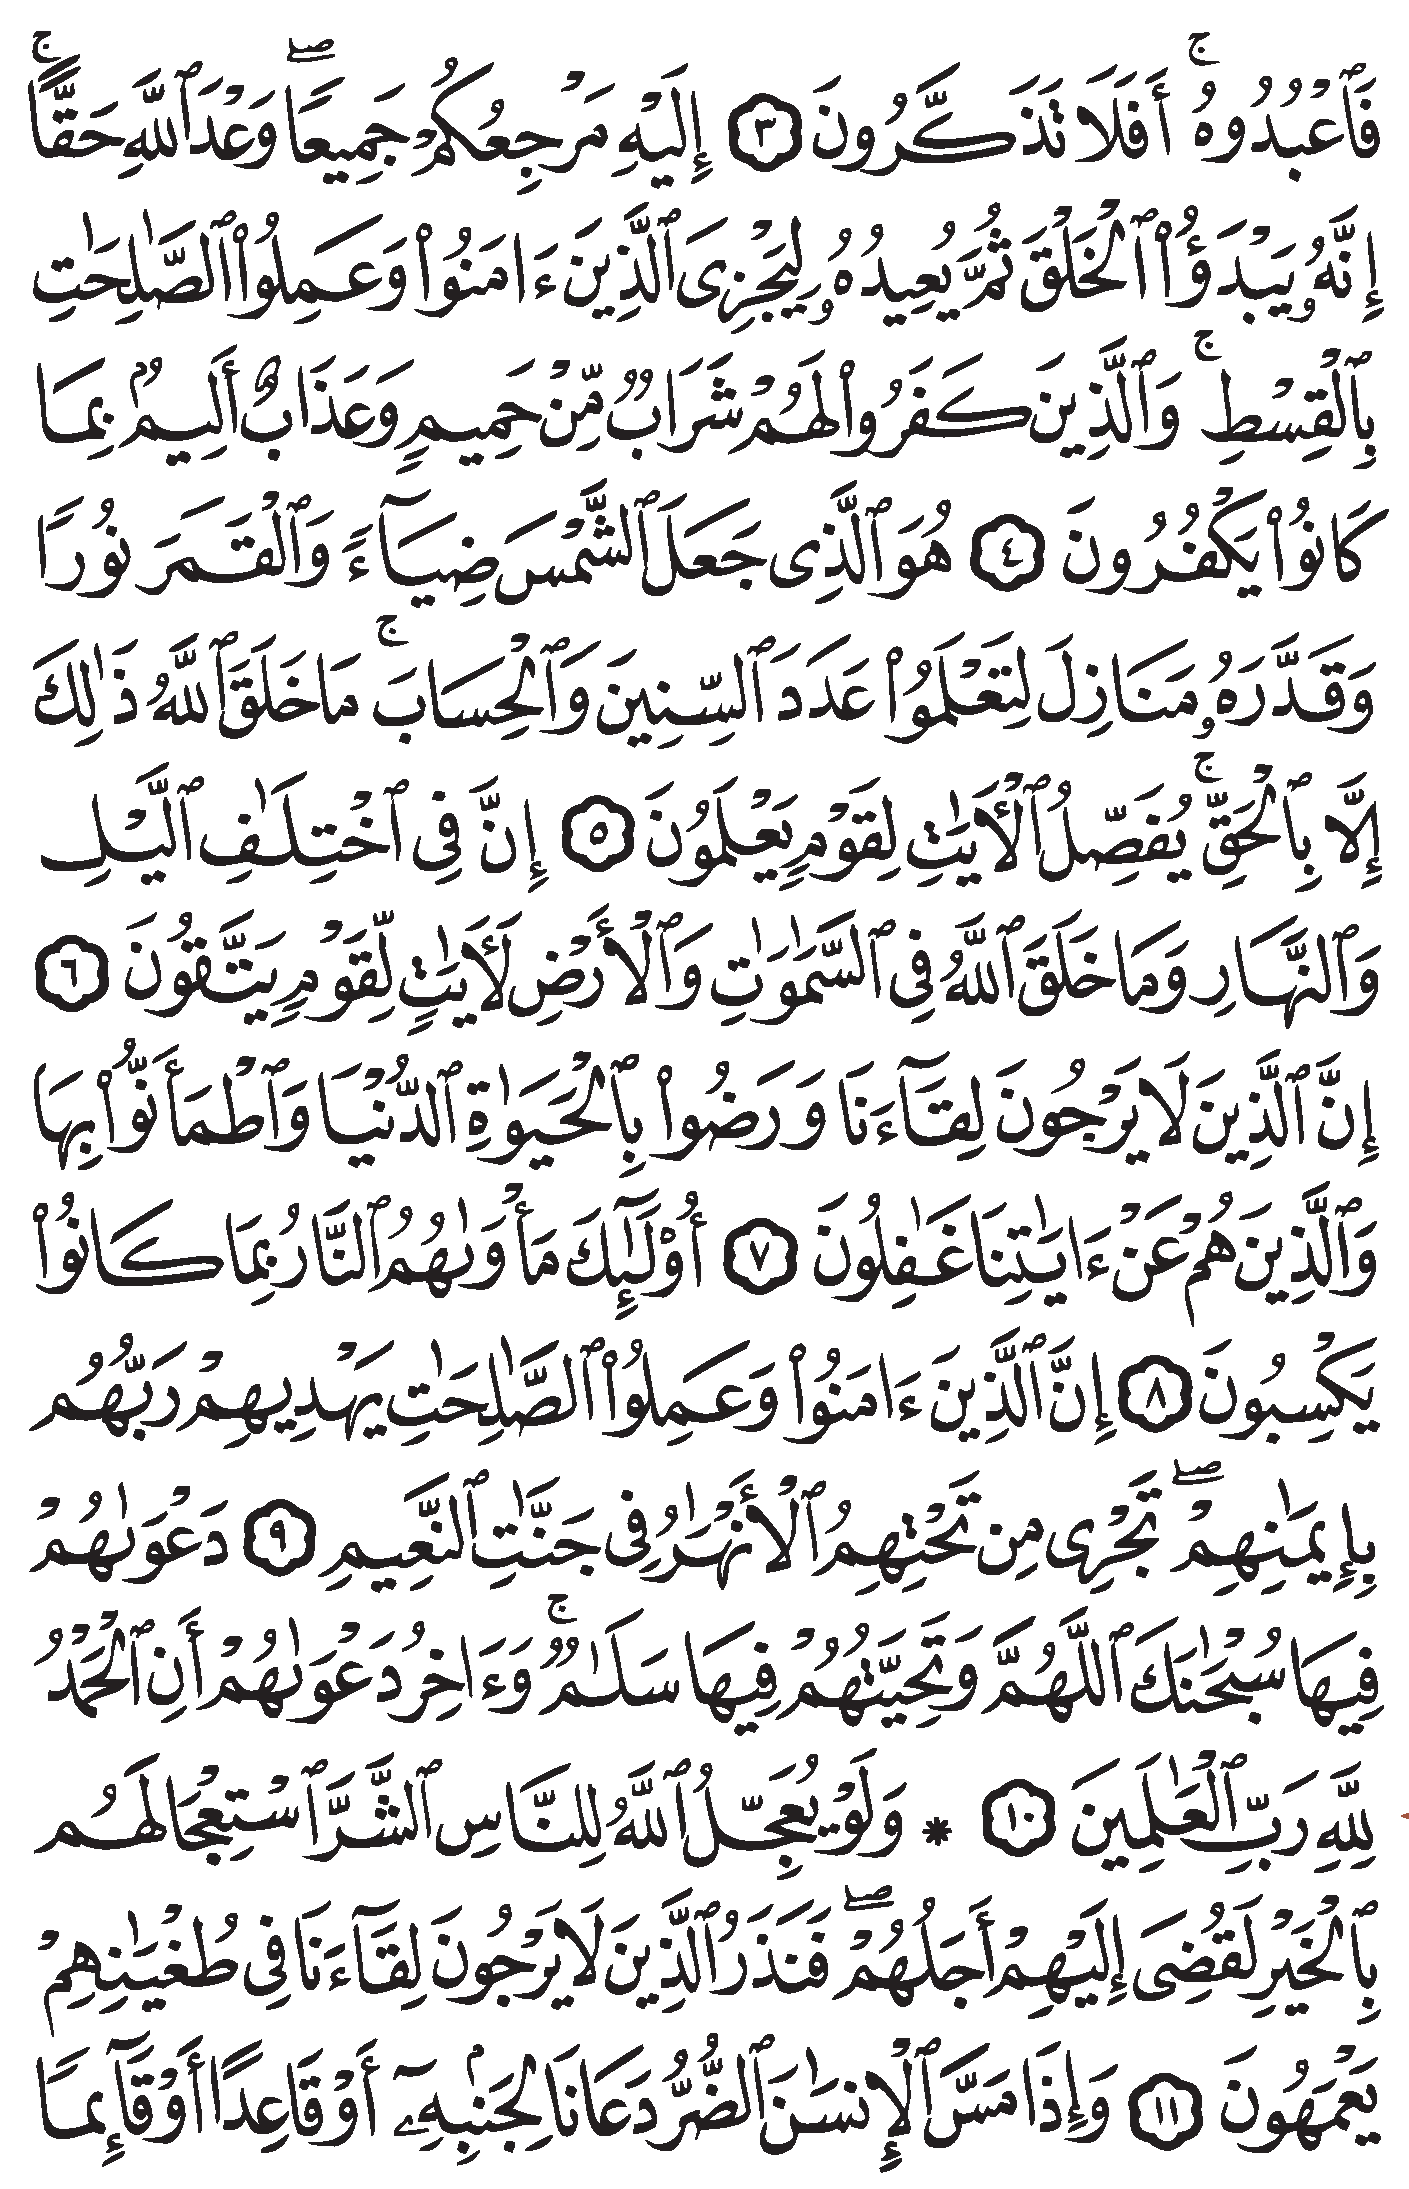 فَٱعۡبُدُوهُۚ أَفَلَا تَذَكَّرُونَ ٣ إِلَيۡهِ مَرۡجِعُكُمۡ جَمِيعٗاۖ وَعۡدَ ٱللَّهِ حَقًّاۚ
إِنَّهُۥ يَبۡدَؤُاْ ٱلۡخَلۡقَ ثُمَّ يُعِيدُهُۥ لِيَجۡزِيَ ٱلَّذِينَ ءَامَنُواْ وَعَمِلُواْ ٱلصَّٰلِحَٰتِ
بِٱلۡقِسۡطِۚ وَٱلَّذِينَ كَفَرُواْ لَهُمۡ شَرَابٞ مِّنۡ حَمِيمٖ وَعَذَابٌ أَلِيمُۢ بِمَا
كَانُواْ يَكۡفُرُونَ ٤ هُوَ ٱلَّذِي جَعَلَ ٱلشَّمۡسَ ضِيَآءٗ وَٱلۡقَمَرَ نُورٗا
وَقَدَّرَهُۥ مَنَازِلَ لِتَعۡلَمُواْ عَدَدَ ٱلسِّنِينَ وَٱلۡحِسَابَۚ مَا خَلَقَ ٱللَّهُ ذَٰلِكَ
إِلَّا بِٱلۡحَقِّۚ يُفَصِّلُ ٱلۡأٓيَٰتِ لِقَوۡمٖ يَعۡلَمُونَ ٥ إِنَّ فِي ٱخۡتِلَٰفِ ٱلَّيۡلِ
وَٱلنَّهَارِ وَمَا خَلَقَ ٱللَّهُ فِي ٱلسَّمَٰوَٰتِ وَٱلۡأَرۡضِ لَأٓيَٰتٖ لِّقَوۡمٖ يَتَّقُونَ ٦
إِنَّ ٱلَّذِينَ لَا يَرۡجُونَ لِقَآءَنَا وَرَضُواْ بِٱلۡحَيَوٰةِ ٱلدُّنۡيَا وَٱطۡمَأَنُّواْ بِهَا
وَٱلَّذِينَ هُمۡ عَنۡ ءَايَٰتِنَا غَٰفِلُونَ ٧ أُوْلَٰٓئِكَ مَأۡوَىٰهُمُ ٱلنَّارُ بِمَا كَانُواْ
يَكۡسِبُونَ ٨ إِنَّ ٱلَّذِينَ ءَامَنُواْ وَعَمِلُواْ ٱلصَّٰلِحَٰتِ يَهۡدِيهِمۡ رَبُّهُم
بِإِيمَٰنِهِمۡۖ تَجۡرِي مِن تَحۡتِهِمُ ٱلۡأَنۡهَٰرُ فِي جَنَّٰتِ ٱلنَّعِيمِ ٩ دَعۡوَىٰهُمۡ
فِيهَا سُبۡحَٰنَكَ ٱللَّهُمَّ وَتَحِيَّتُهُمۡ فِيهَا سَلَٰمٞۚ وَءَاخِرُ دَعۡوَىٰهُمۡ أَنِ ٱلۡحَمۡدُ
لِلَّهِ رَبِّ ٱلۡعَٰلَمِينَ ١٠ * وَلَوۡ يُعَجِّلُ ٱللَّهُ لِلنَّاسِ ٱلشَّرَّ ٱسۡتِعۡجَالَهُم
بِٱلۡخَيۡرِ لَقُضِيَ إِلَيۡهِمۡ أَجَلُهُمۡۖ فَنَذَرُ ٱلَّذِينَ لَا يَرۡجُونَ لِقَآءَنَا فِي طُغۡيَٰنِهِمۡ
يَعۡمَهُونَ ١١ وَإِذَا مَسَّ ٱلۡإِنسَٰنَ ٱلضُّرُّ دَعَانَا لِجَنۢبِهِۦٓ أَوۡ قَاعِدًا أَوۡ قَآئِمٗا